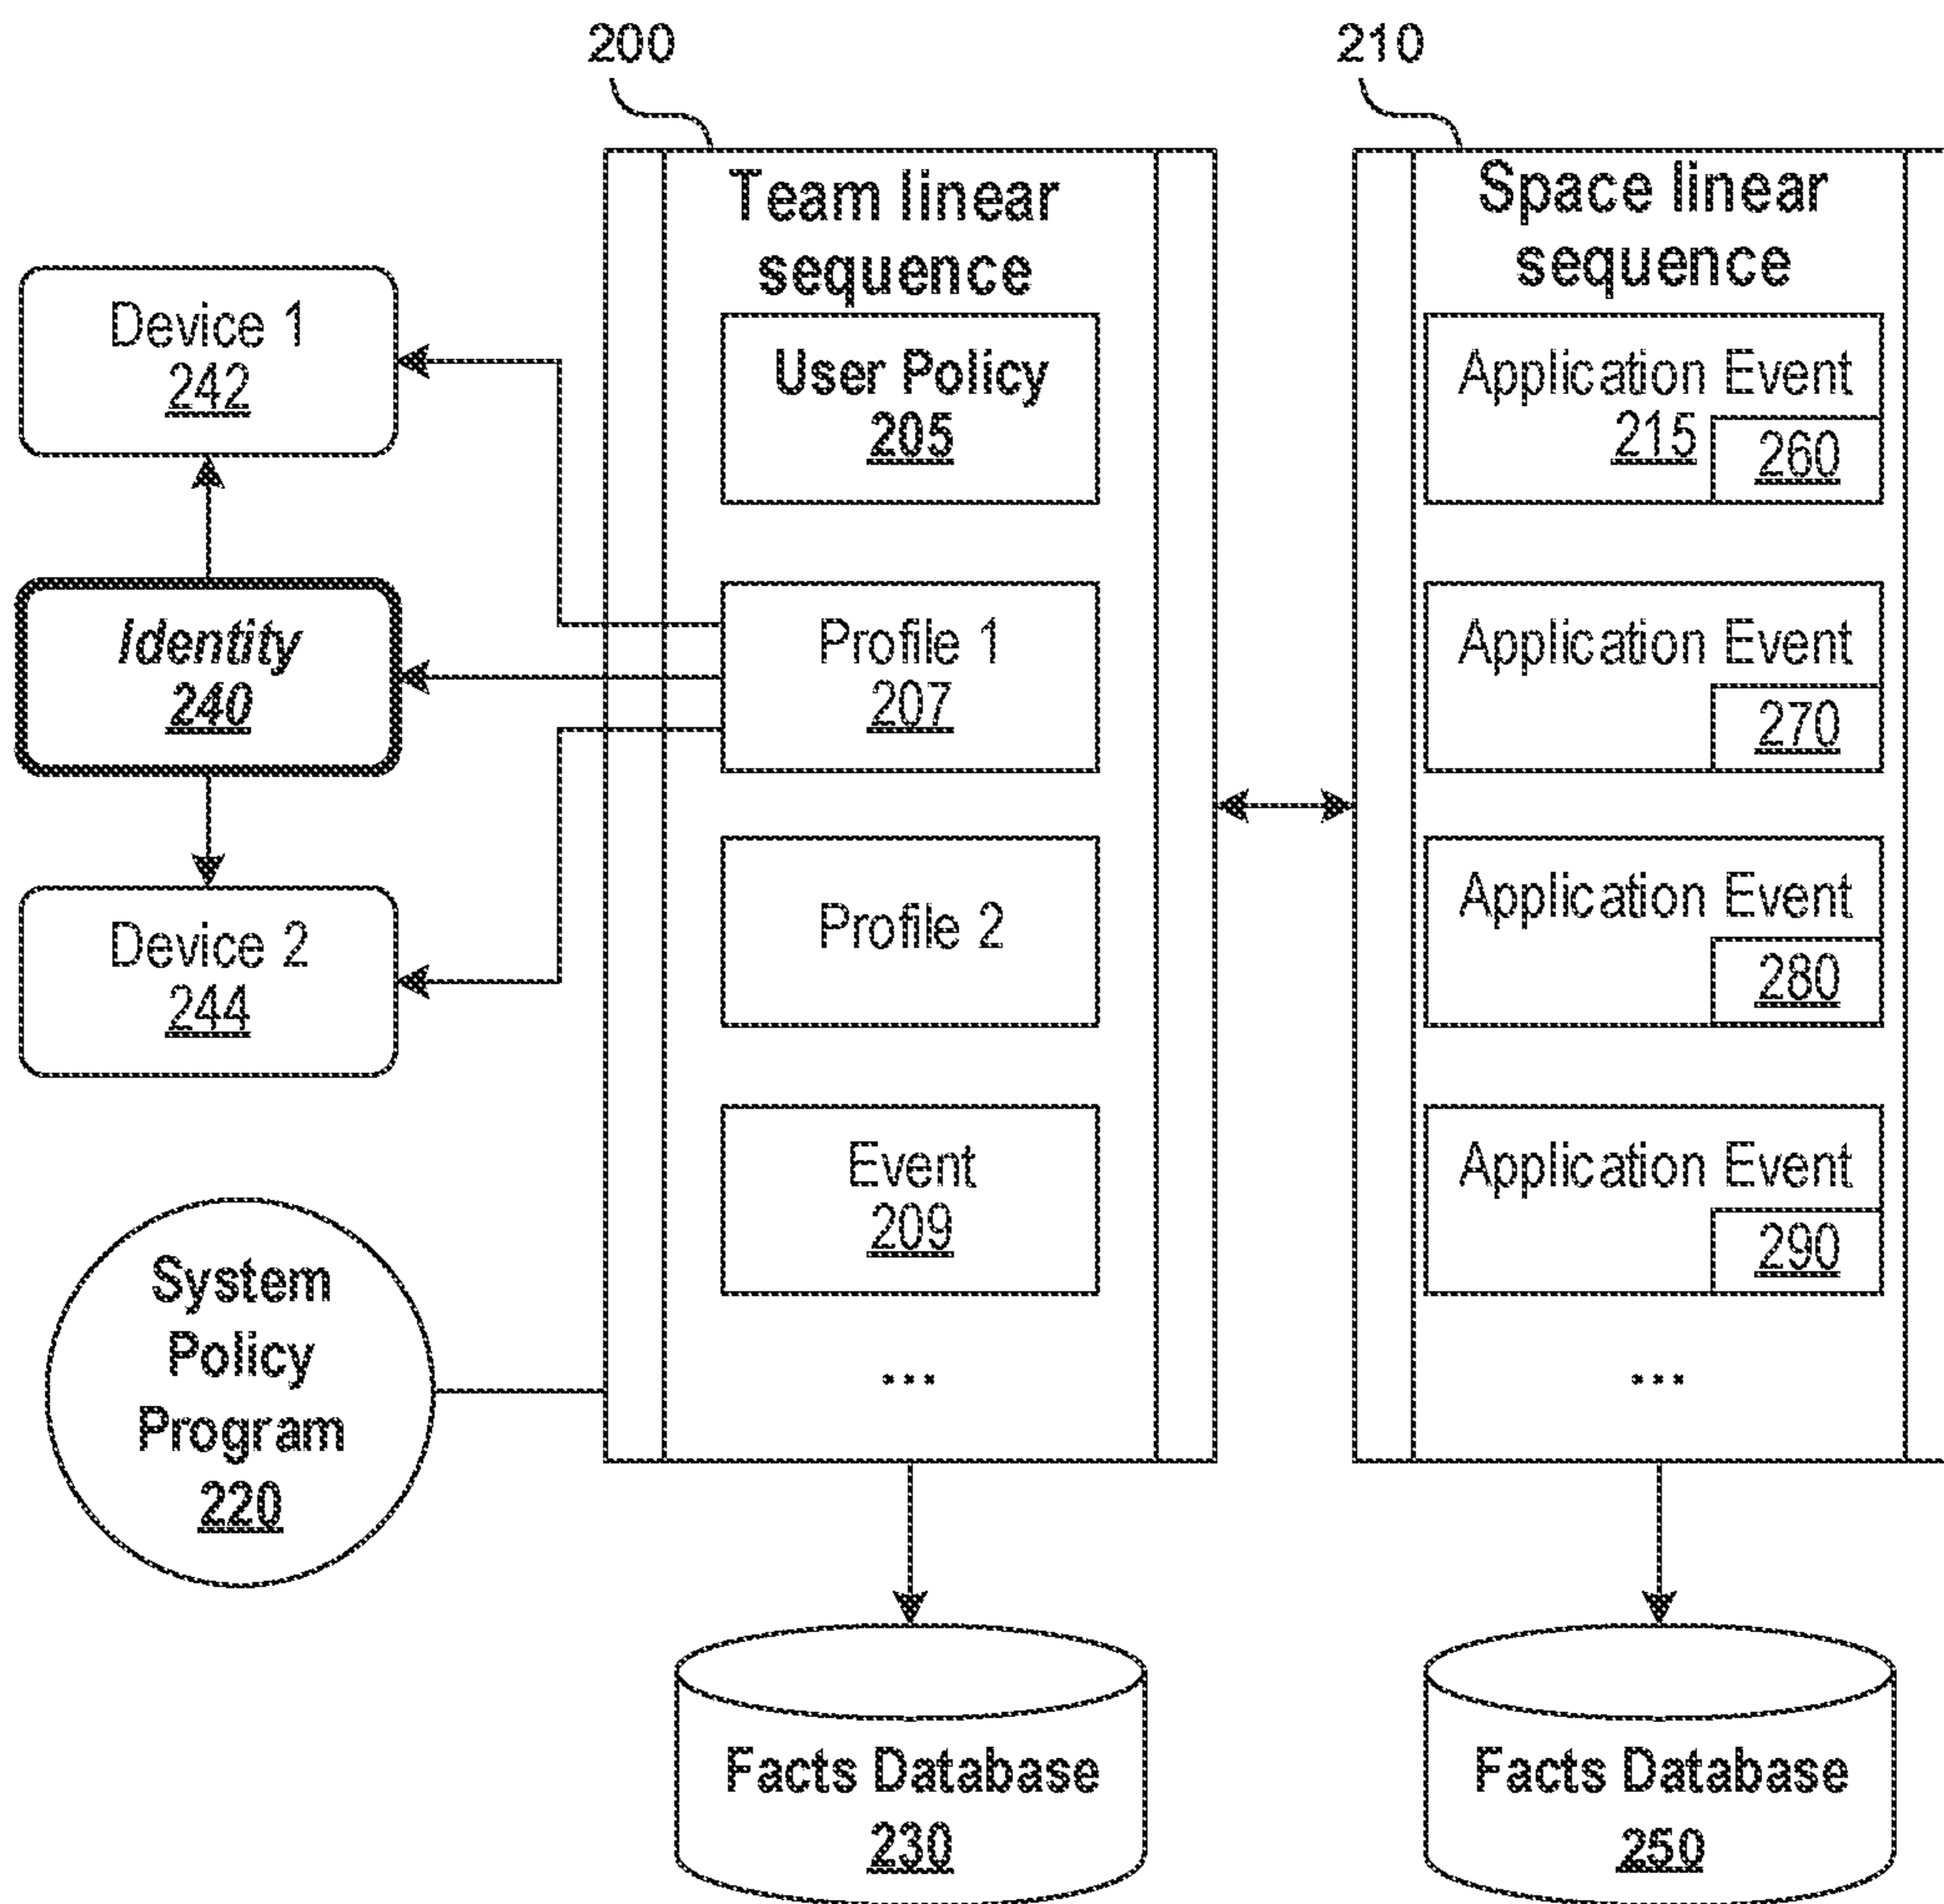 200
210
Team linear
sequence
Space linear
sequence
Device 1
242
User Policy
205
Application Event
215
260
Identity
240
Profile 1
207
Application Event
270
Device 2
244
Profile 2
Application Event
280
Event
209
Application Event
290
System
Policy
Program
220
...
...
Facts Database
230
Facts Database
250